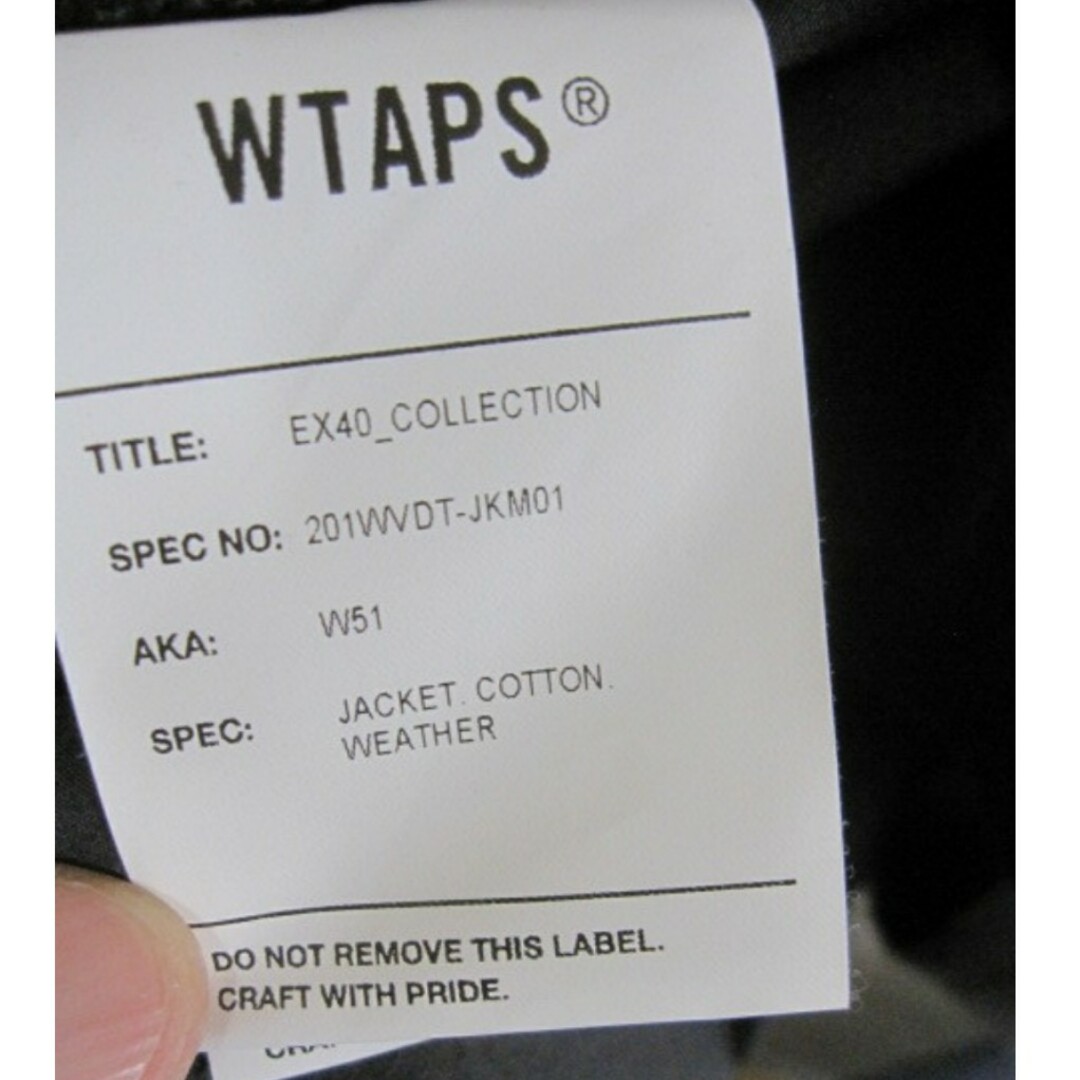 WTAPS®
TITLE: EX40_COLLECTION
SPEC NO: 201WVDT-JKM01
AKA: W51
SPEC: JACKET. COTTON.
WEATHER
DO NOT REMOVE THIS LABEL.
CRAFT WITH PRIDE.